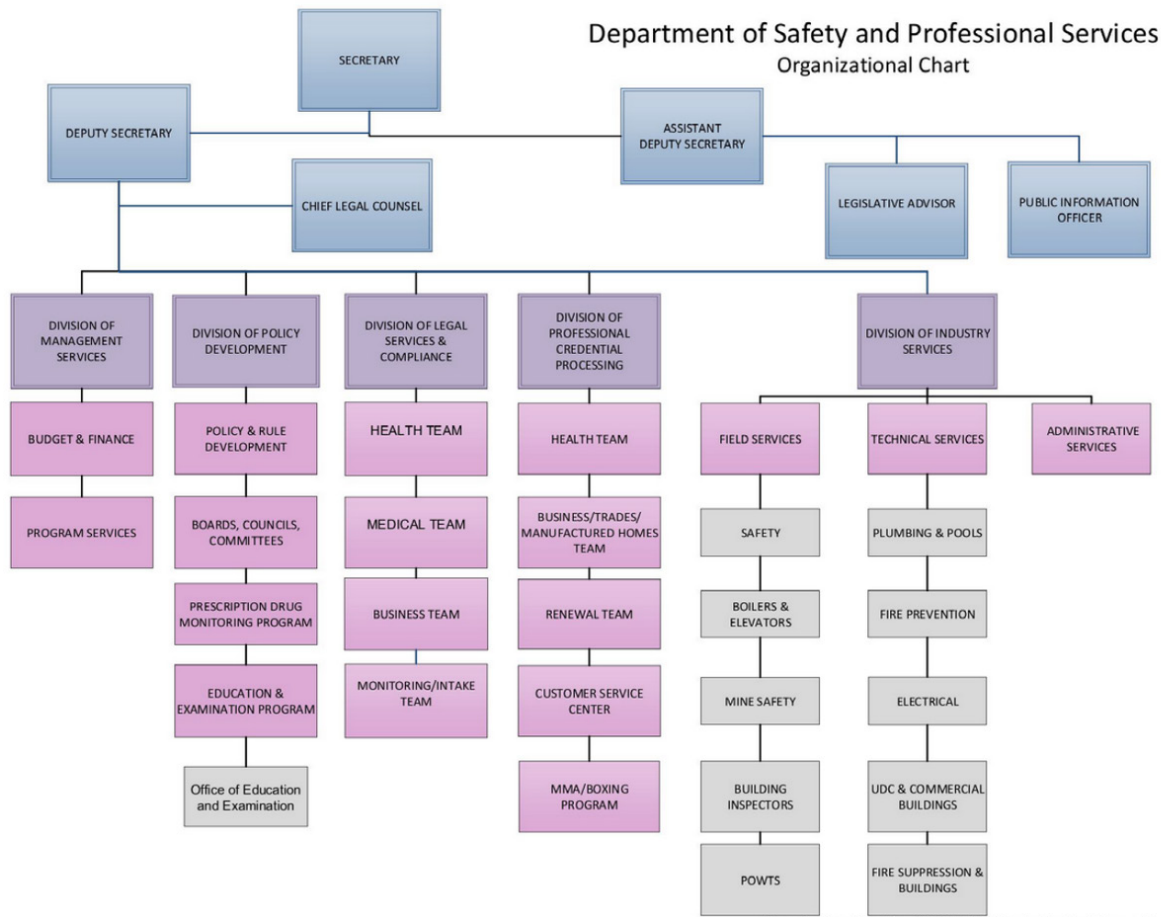 Department of Safety and Professional Services
Organizational Chart
SECRETARY
DEPUTY SECRETARY
ASSISTANT
DEPUTY SECRETARY
CHIEF LEGAL COUNSEL
LEGISLATIVE ADVISOR
PUBLIC INFORMATION
OFFICER
DIVISION OF
MANAGEMENT
SERVICES
DIVISION OF POLICY
DEVELOPMENT
DIVISION OF LEGAL
SERVICES &
COMPLIANCE
DIVISION OF
PROFESSIONAL
CREDENTIAL
PROCESSING
DIVISION OF INDUSTRY
SERVICES
BUDGET & FINANCE
PROGRAM SERVICES
POLICY & RULE
DEVELOPMENT
BOARDS, COUNCILS,
COMMITTEES
PRESCRIPTION DRUG
MONITORING PROGRAM
EDUCATION &
EXAMINATION PROGRAM
Office of Education
and Examination
HEALTH TEAM
MEDICAL TEAM
BUSINESS TEAM
MONITORING/INTAKE
TEAM
HEALTH TEAM
BUSINESS/TRADES/
MANUFACTURED HOMES
TEAM
RENEWAL TEAM
CUSTOMER SERVICE
CENTER
MMA/BOXING
PROGRAM
FIELD SERVICES
SAFETY
BOILERS &
ELEVATORS
MINE SAFETY
BUILDING
INSPECTORS
POWTS
TECHNICAL SERVICES
PLUMBING & POOLS
FIRE PREVENTION
ELECTRICAL
UDC & COMMERCIAL
BUILDINGS
FIRE SUPPRESSION &
BUILDINGS
ADMINISTRATIVE
SERVICES